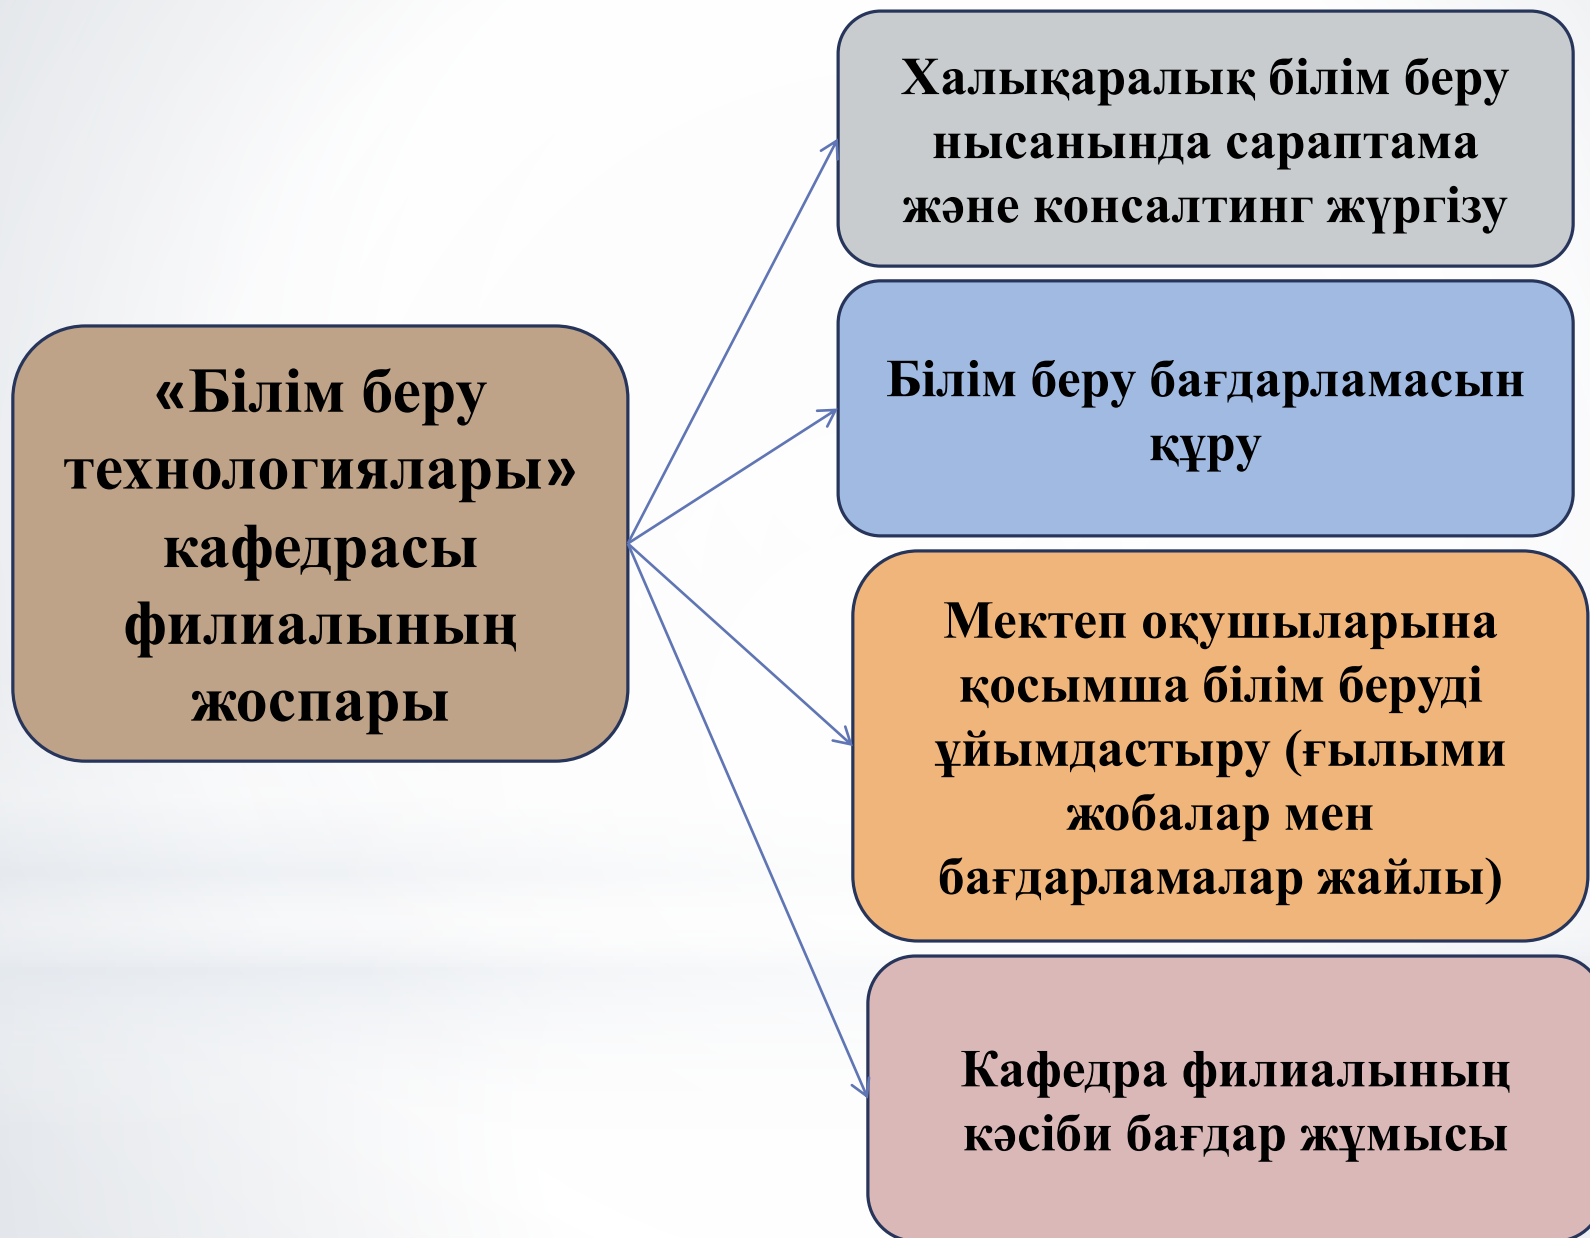 «Білім беру
технологиялары»
кафедрасы
филиалының
жоспары
Халықаралық білім беру
нысанында сараптама
және консалтинг жүргізу
Білім беру бағдарламасын
құру
Мектеп оқушыларына
қосымша білім беруді
ұйымдастыру (ғылыми
жобалар мен
бағдарламалар жайлы)
Кафедра филиалының
кәсіби бағдар жұмысы